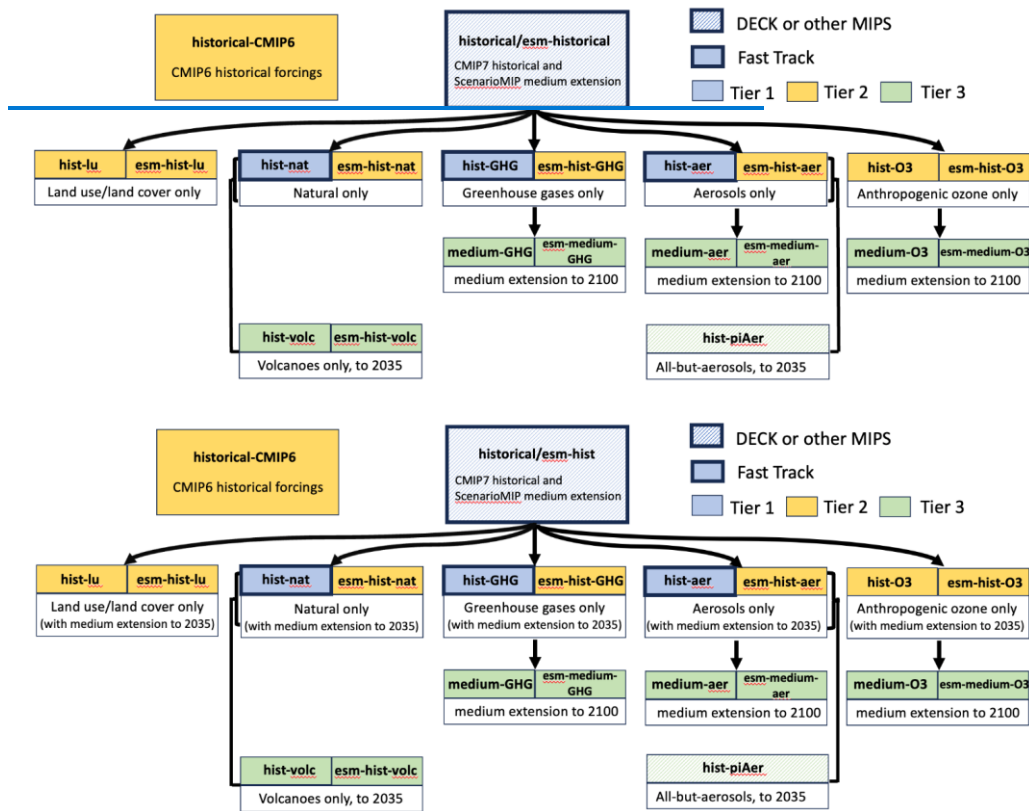 historical-CMIP6
CMIP6 historical forcings
historical/esm-historical
CMIP7 historical and
ScenarioMIP medium extension
DECK or other MIPS
Fast Track
Tier 1
Tier 2
Tier 3
hist-lu
esm-hist-lu
Land use/land cover only
hist-nat
esm-hist-nat
Natural only
hist-GHG
esm-hist-GHG
Greenhouse gases only
hist-aer
esm-hist-aer
Aerosols only
hist-O3
esm-hist-O3
Anthropogenic ozone only
medium-GHG
esm-medium-
GHG
medium extension to 2100
medium-aer
esm-medium-
aer
medium extension to 2100
medium-O3
esm-medium-O3
medium extension to 2100
hist-volc
esm-hist-volc
Volcanoes only, to 2035
hist-piAer
All-but-aerosols, to 2035
historical-CMIP6
CMIP6 historical forcings
historical/esm-hist
CMIP7 historical and
ScenarioMIP medium extension
DECK or other MIPS
Fast Track
Tier 1
Tier 2
Tier 3
hist-lu
esm-hist-lu
Land use/land cover only
(with medium extension to 2035)
hist-nat
esm-hist-nat
Natural only
(with medium extension to 2035)
hist-GHG
esm-hist-GHG
Greenhouse gases only
(with medium extension to 2035)
hist-aer
esm-hist-aer
Aerosols only
(with medium extension to 2035)
hist-O3
esm-hist-O3
Anthropogenic ozone only
(with medium extension to 2035)
medium-GHG
esm-medium-
GHG
medium extension to 2100
medium-aer
esm-medium-
aer
medium extension to 2100
medium-O3
esm-medium-O3
medium extension to 2100
hist-volc
esm-hist-volc
Volcanoes only, to 2035
hist-piAer
All-but-aerosols, to 2035